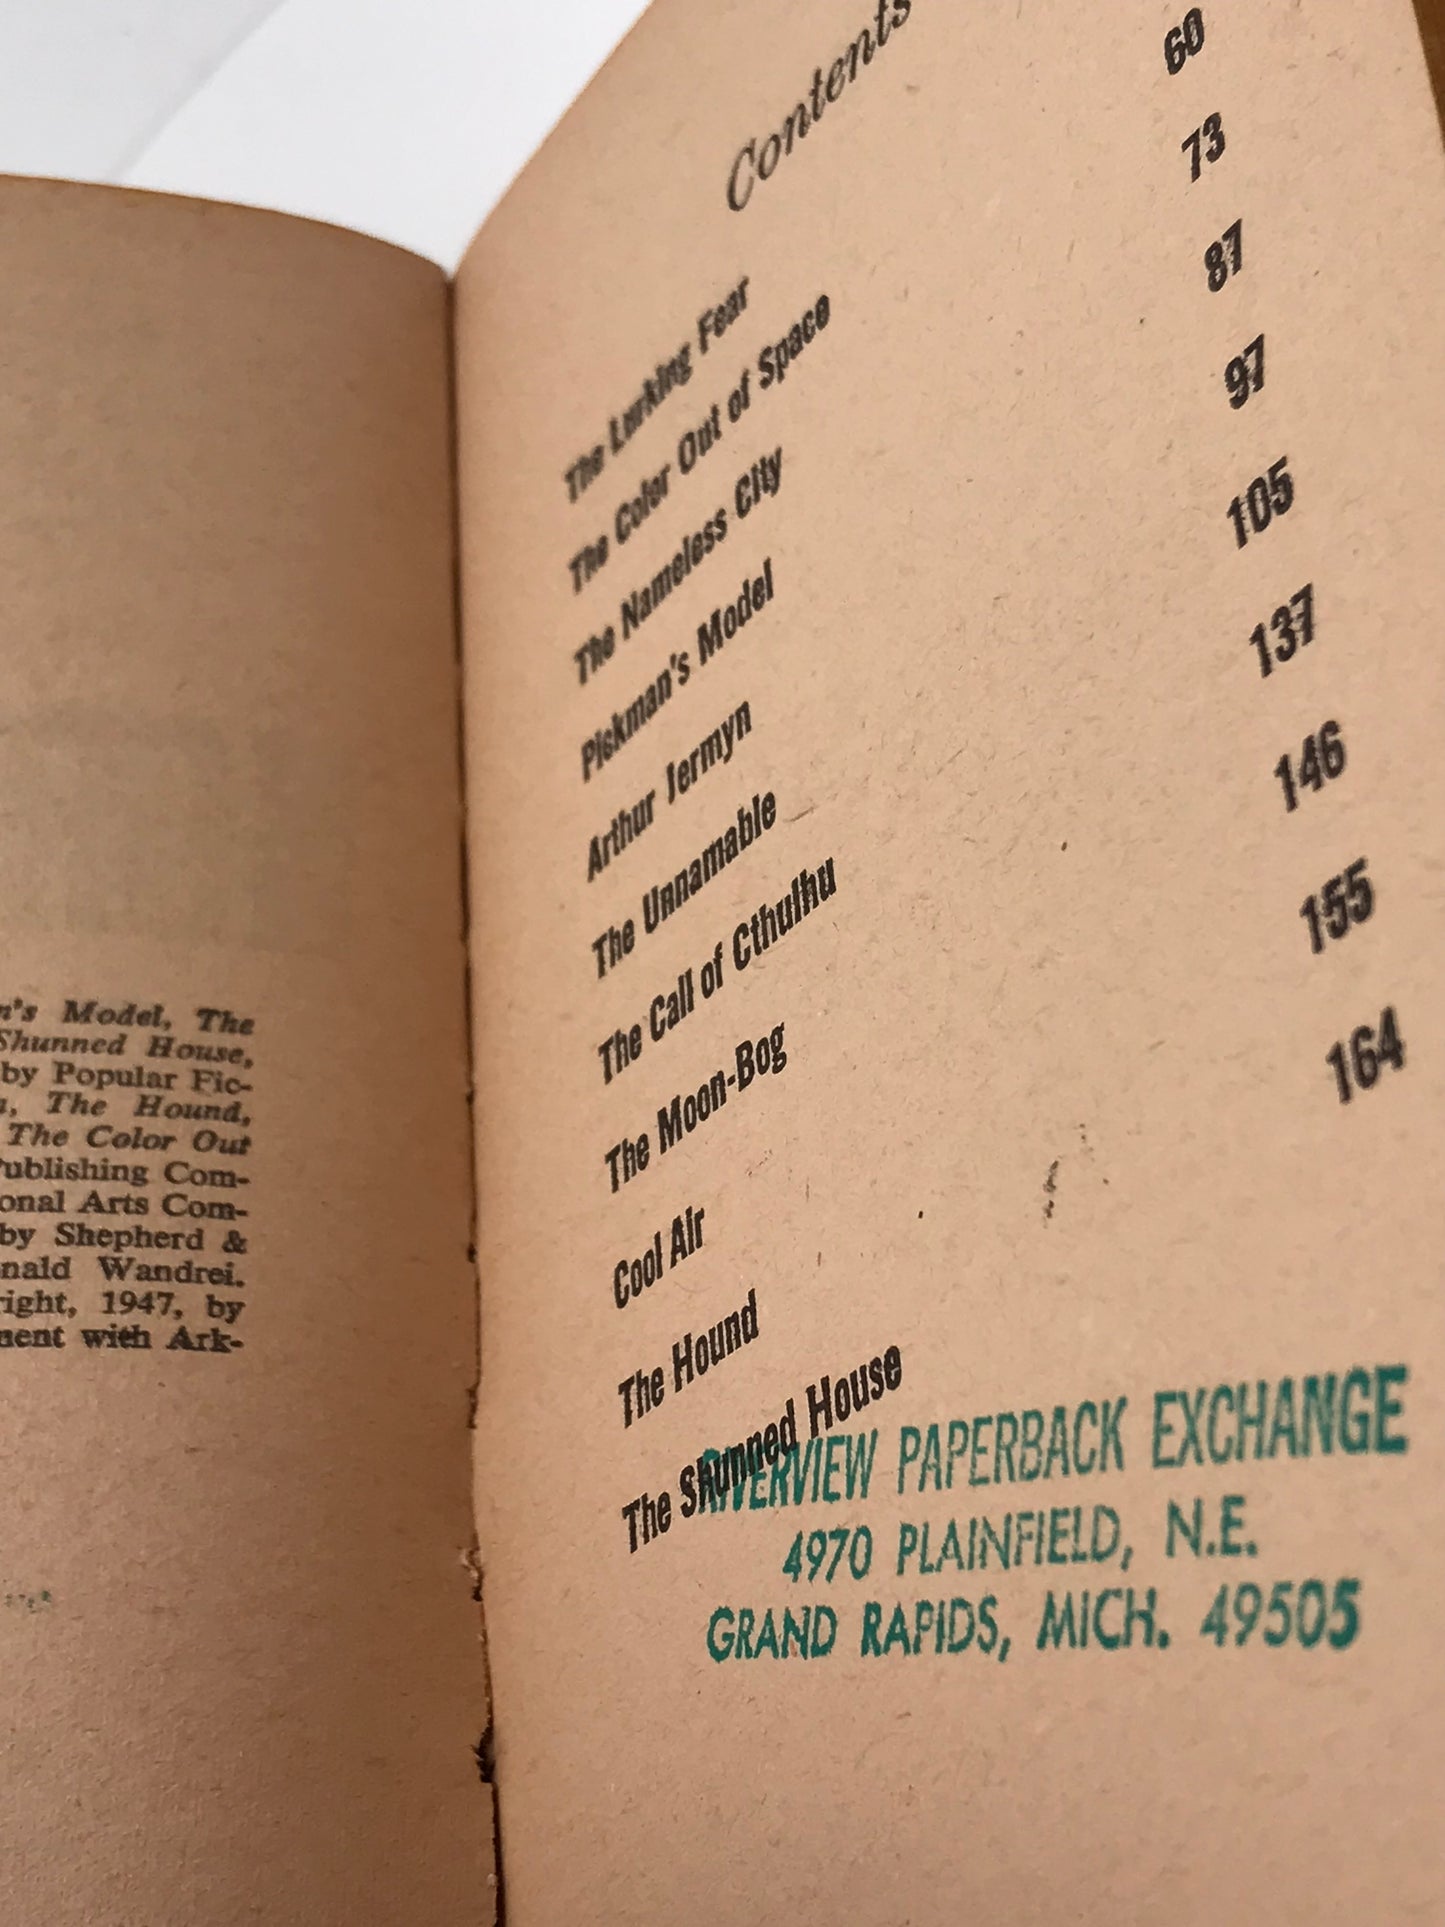 n's Model, The
Shunned House,
by Popular Fic-
The Hound,
The Color Out
Publishing Com-
onal Arts Com-
by Shepherd &
nald Wandrei.
right, 1947, by
ment with Ark-
Contents
The Lurking Fear
The Color Out of Space
The Nameless City 60
Pickman's Model 73
Arthur Jermyn 87
The Unnamable 97
The Call of Cthulhu 105
The Moon-Bog 137
Cool Air 146
The Hound 155
The Shunned House 164
RIVERVIEW PAPERBACK EXCHANGE
4970 PLAINFIELD, N.E.
GRAND RAPIDS, MICH. 49505